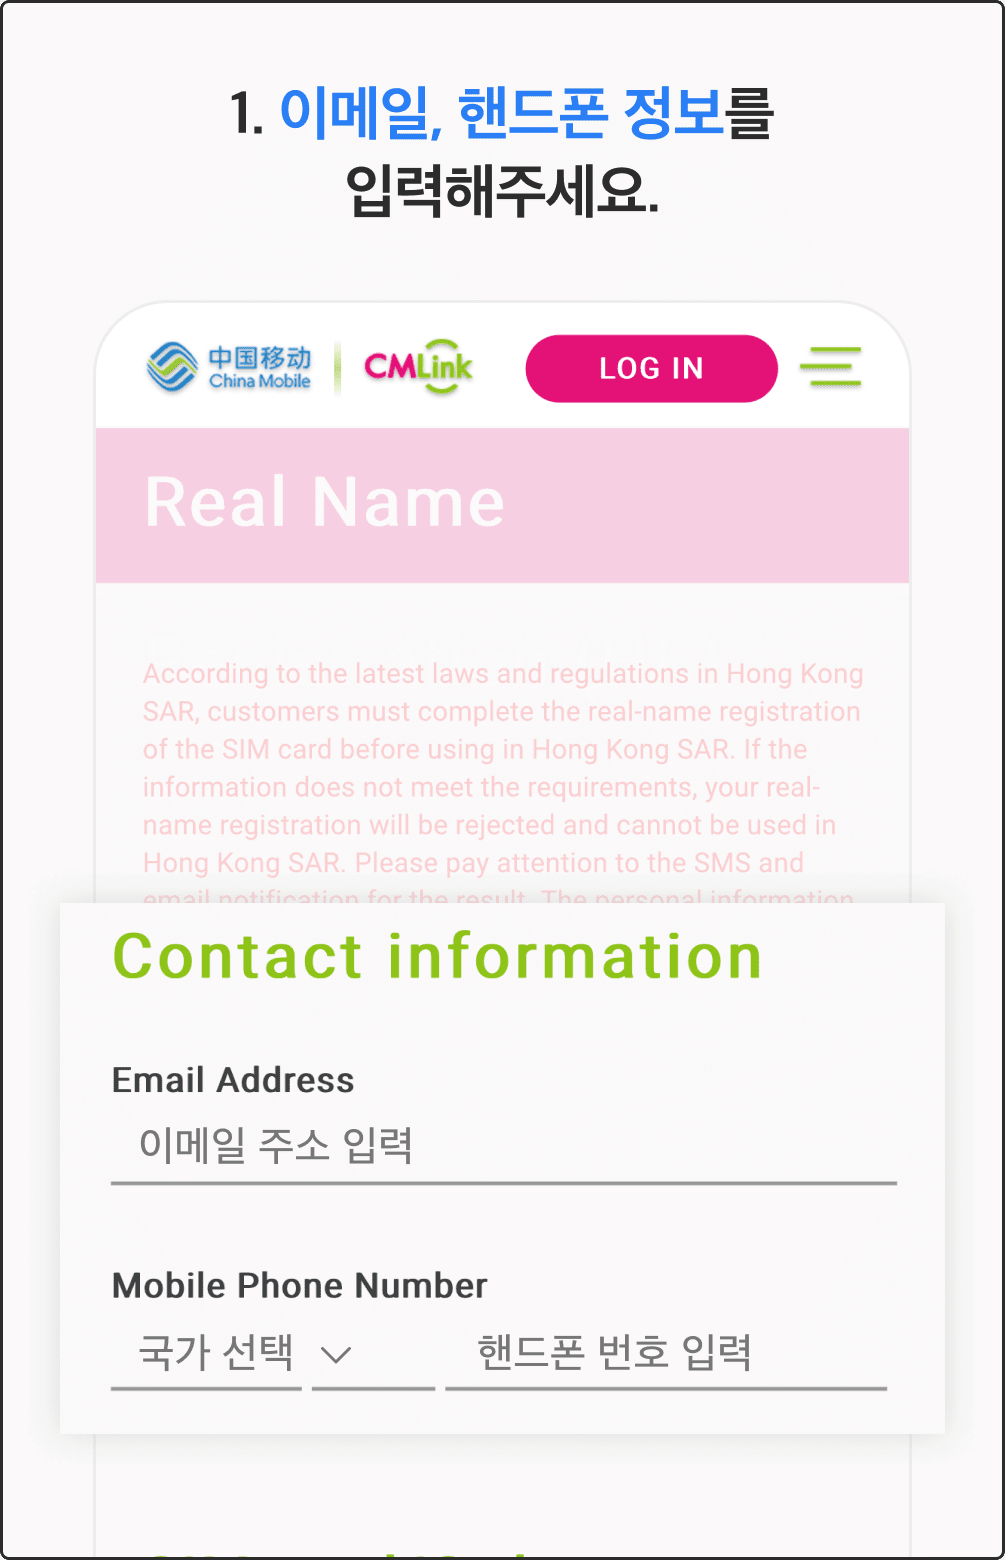 1. 이메일, 핸드폰 정보를
입력해주세요.
中国移动
China Mobile
CMLink
LOG IN
Real Name
According to the latest laws and regulations in Hong Kong
SAR, customers must complete the real-name registration
of the SIM card before using in Hong Kong SAR. If the
information does not meet the requirements, your real-
name registration will be rejected and cannot be used in
Hong Kong SAR. Please pay attention to the SMS and
email notification for the result. The personal information
Contact information
Email Address
이메일 주소 입력
Mobile Phone Number
국가 선택
핸드폰 번호 입력